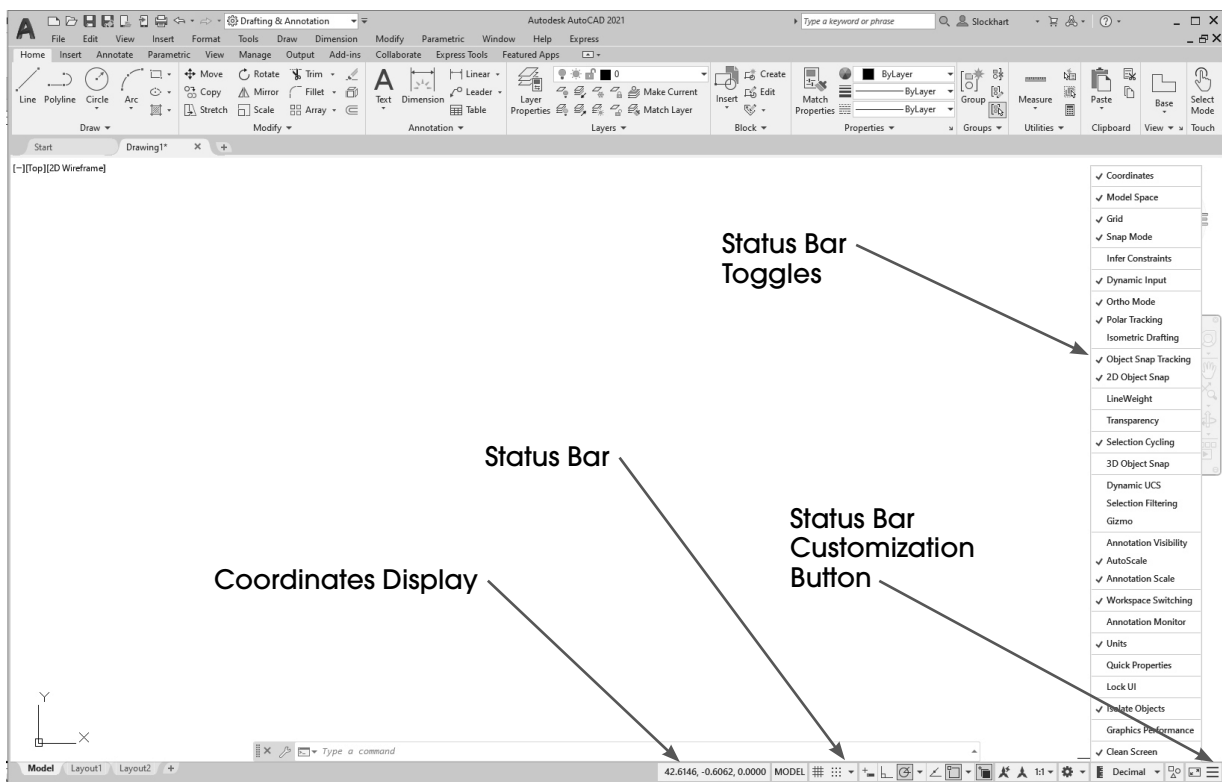 Drafting & Annotation
Autodesk AutoCAD 2021
Type a keyword or phrase
Slockhart
File Edit View Insert Format Tools Draw Dimension Modify Parametric Window Help Express
Home Insert Annotate Parametric View Manage Output Add-ins Collaborate Express Tools Featured Apps
Line Polyline Circle Arc
Move Rotate Trim
Copy Mirror Fillet
Stretch Scale Array
Text Dimension
Linear
Leader
Table
Layer Properties
0
Make Current
Match Layer
Insert
Create
Edit
Match Properties
ByLayer
ByLayer
ByLayer
Group
Measure
Paste
Base
Select Mode
Draw Modify Annotation Layers Block Properties Groups Utilities Clipboard View Touch
Start Drawing1* +
[−][Top][2D Wireframe]
Coordinates
Model Space
Grid
Snap Mode
Infer Constraints
Dynamic Input
Ortho Mode
Polar Tracking
Isometric Drafting
Object Snap Tracking
2D Object Snap
LineWeight
Transparency
Selection Cycling
3D Object Snap
Dynamic UCS
Selection Filtering
Gizmo
Annotation Visibility
AutoScale
Annotation Scale
Workspace Switching
Annotation Monitor
Units
Quick Properties
Lock UI
Isolate Objects
Graphics Performance
Clean Screen
Status Bar
Toggles
Status Bar
Status Bar
Customization
Button
Coordinates Display
Y
X
Type a command
Model Layout1 Layout2 +
42.6146, -0.6062, 0.0000 MODEL 1:1 Decimal